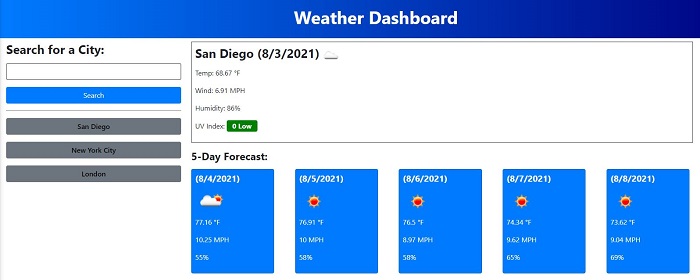 Weather Dashboard
Search for a City:
Search
San Diego
New York City
London
San Diego (8/3/2021)
Temp: 68.67 °F
Wind: 6.91 MPH
Humidity: 86%
UV Index: 0 Low
5-Day Forecast:
(8/4/2021)
77.16 °F
10.25 MPH
55%
(8/5/2021)
76.91 °F
10 MPH
58%
(8/6/2021)
76.5 °F
8.97 MPH
58%
(8/7/2021)
74.34 °F
9.62 MPH
65%
(8/8/2021)
73.62 °F
9.04 MPH
69%